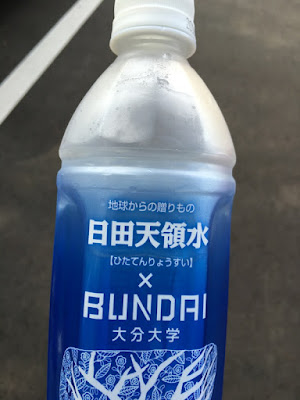 地球からの贈りもの
日田天領水
【ひたてんりょうすい】
×
BUNDAI
大分大学